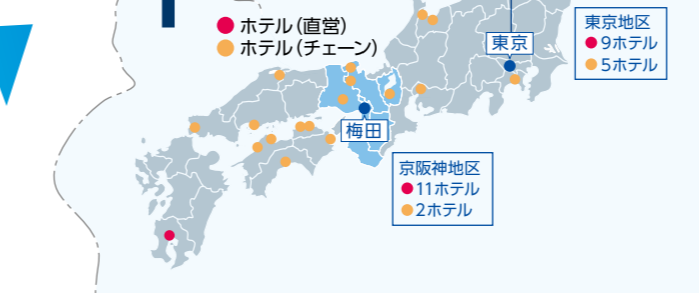 ホテル（直営）
ホテル（チェーン）
東京
東京地区
9ホテル
5ホテル
梅田
京阪神地区
11ホテル
2ホテル